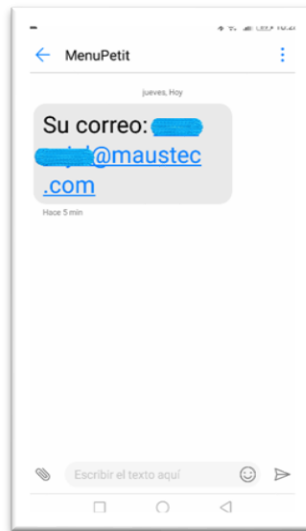 MenuPetit
jueves, Hoy
Su correo:
@maustec
.com
Hace 5 min
Escribir el texto aquí